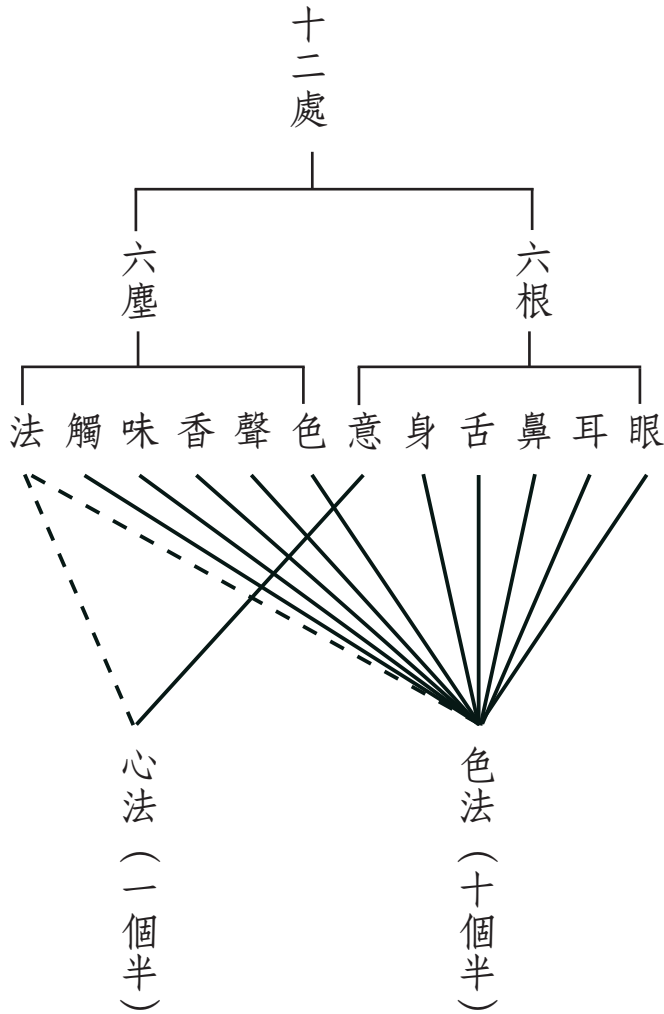 十二處
六根
六塵
眼
耳
鼻
舌
身
意
色
聲
香
味
觸
法
色法（十個半）
心法（一個半）